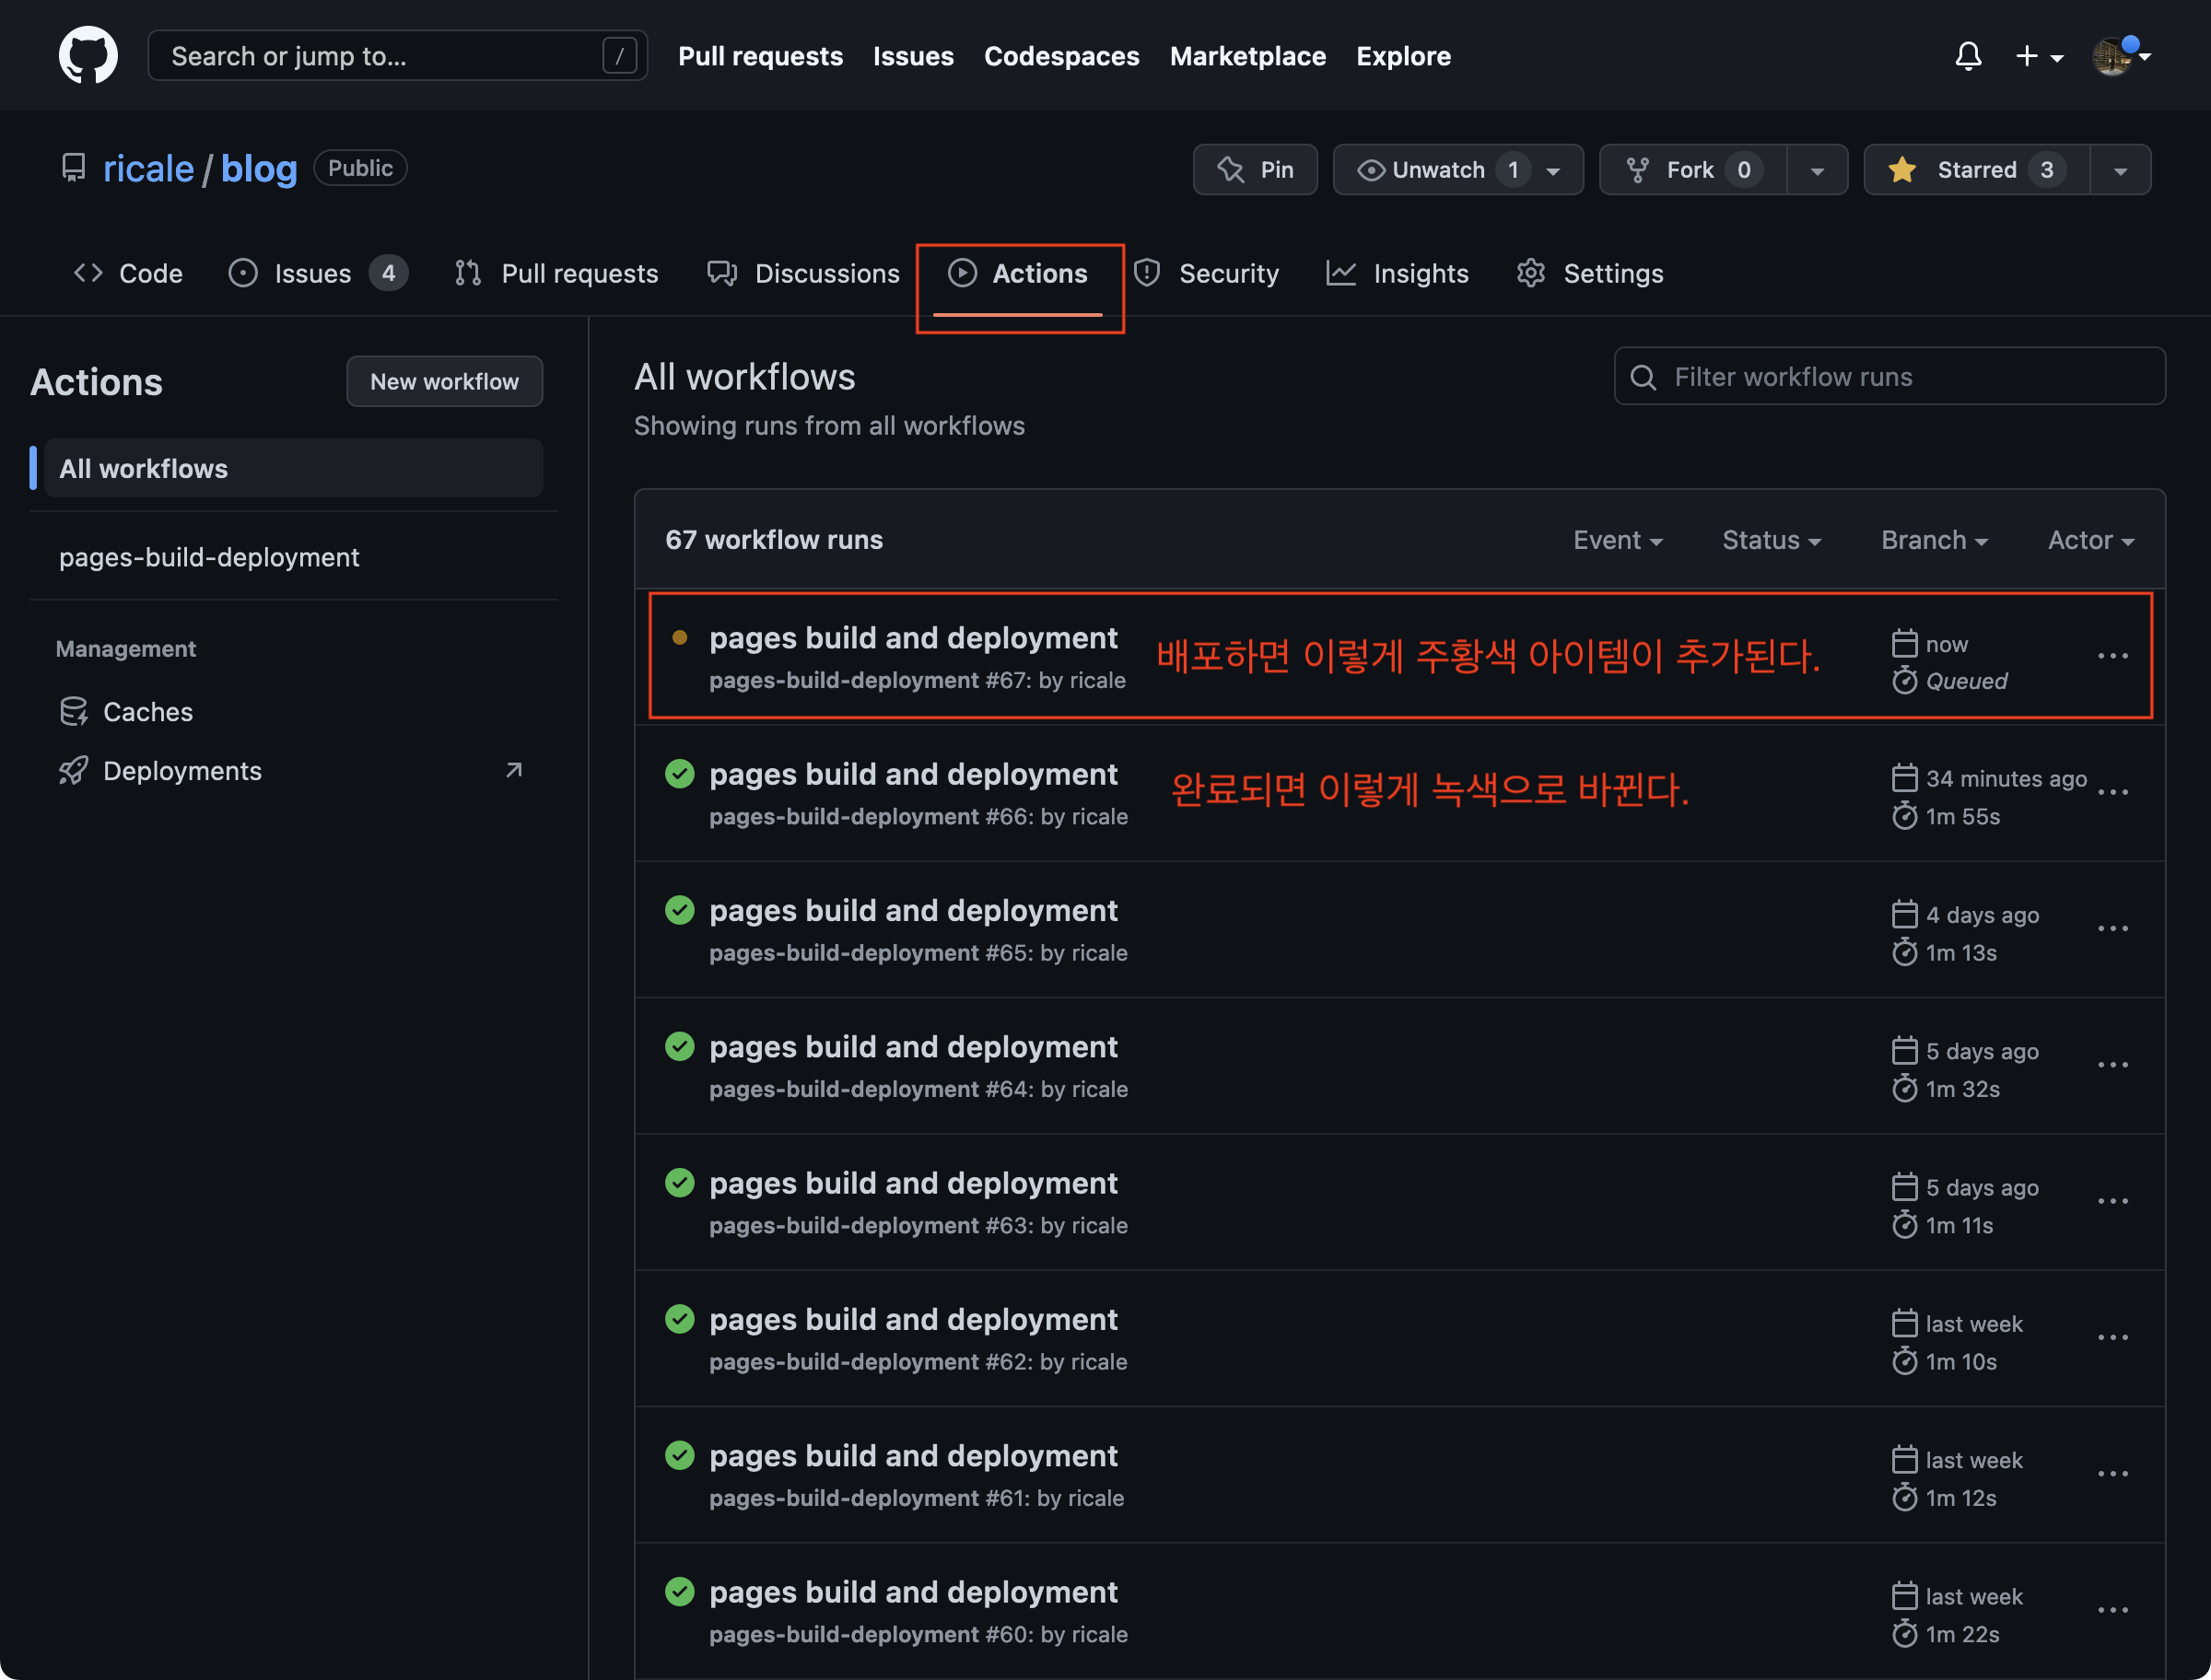 Search or jump to... /
Pull requests Issues Codespaces Marketplace Explore
ricale / blog Public
Pin Unwatch 1 Fork 0 Starred 3
Code Issues 4 Pull requests Discussions Actions Security Insights Settings
Actions New workflow
All workflows
pages-build-deployment
Management
Caches
Deployments
All workflows
Showing runs from all workflows
Filter workflow runs
67 workflow runs Event Status Branch Actor
pages build and deployment
pages-build-deployment #67: by ricale
배포하면 이렇게 주황색 아이템이 추가된다.
now
Queued
pages build and deployment
pages-build-deployment #66: by ricale
완료되면 이렇게 녹색으로 바뀐다.
34 minutes ago
1m 55s
pages build and deployment
pages-build-deployment #65: by ricale
4 days ago
1m 13s
pages build and deployment
pages-build-deployment #64: by ricale
5 days ago
1m 32s
pages build and deployment
pages-build-deployment #63: by ricale
5 days ago
1m 11s
pages build and deployment
pages-build-deployment #62: by ricale
last week
1m 10s
pages build and deployment
pages-build-deployment #61: by ricale
last week
1m 12s
pages build and deployment
pages-build-deployment #60: by ricale
last week
1m 22s